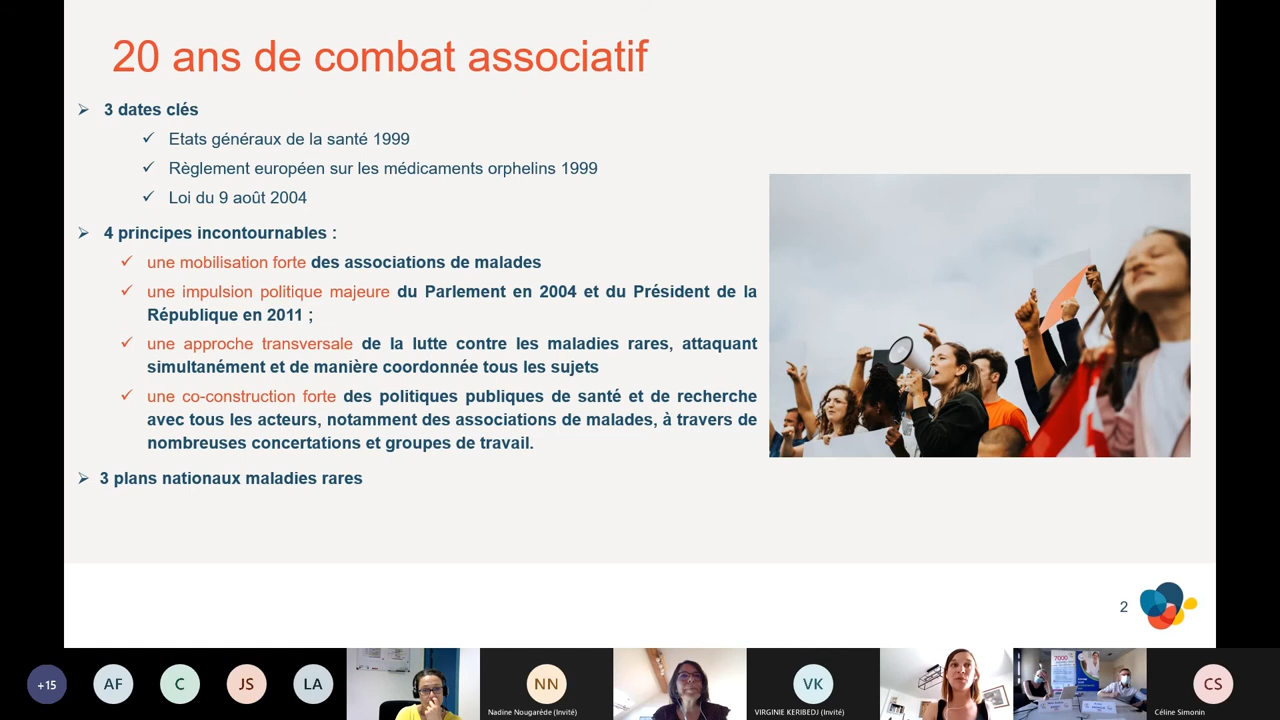 20 ans de combat associatif
3 dates clés
Etats généraux de la santé 1999
Règlement européen sur les médicaments orphelins 1999
Loi du 9 août 2004
4 principes incontournables :
une mobilisation forte des associations de malades
une impulsion politique majeure du Parlement en 2004 et du Président de la
République en 2011 ;
une approche transversale de la lutte contre les maladies rares, attaquant
simultanément et de manière coordonnée tous les sujets
une co-construction forte des politiques publiques de santé et de recherche
avec tous les acteurs, notamment des associations de malades, à travers de
nombreuses concertations et groupes de travail.
3 plans nationaux maladies rares
2
+15
AF
C
JS
LA
NN
Nadine Nougarède (Invité)
VK
VIRGINIE KERIBEDJ (Invité)
7000
CS
Céline Simonin